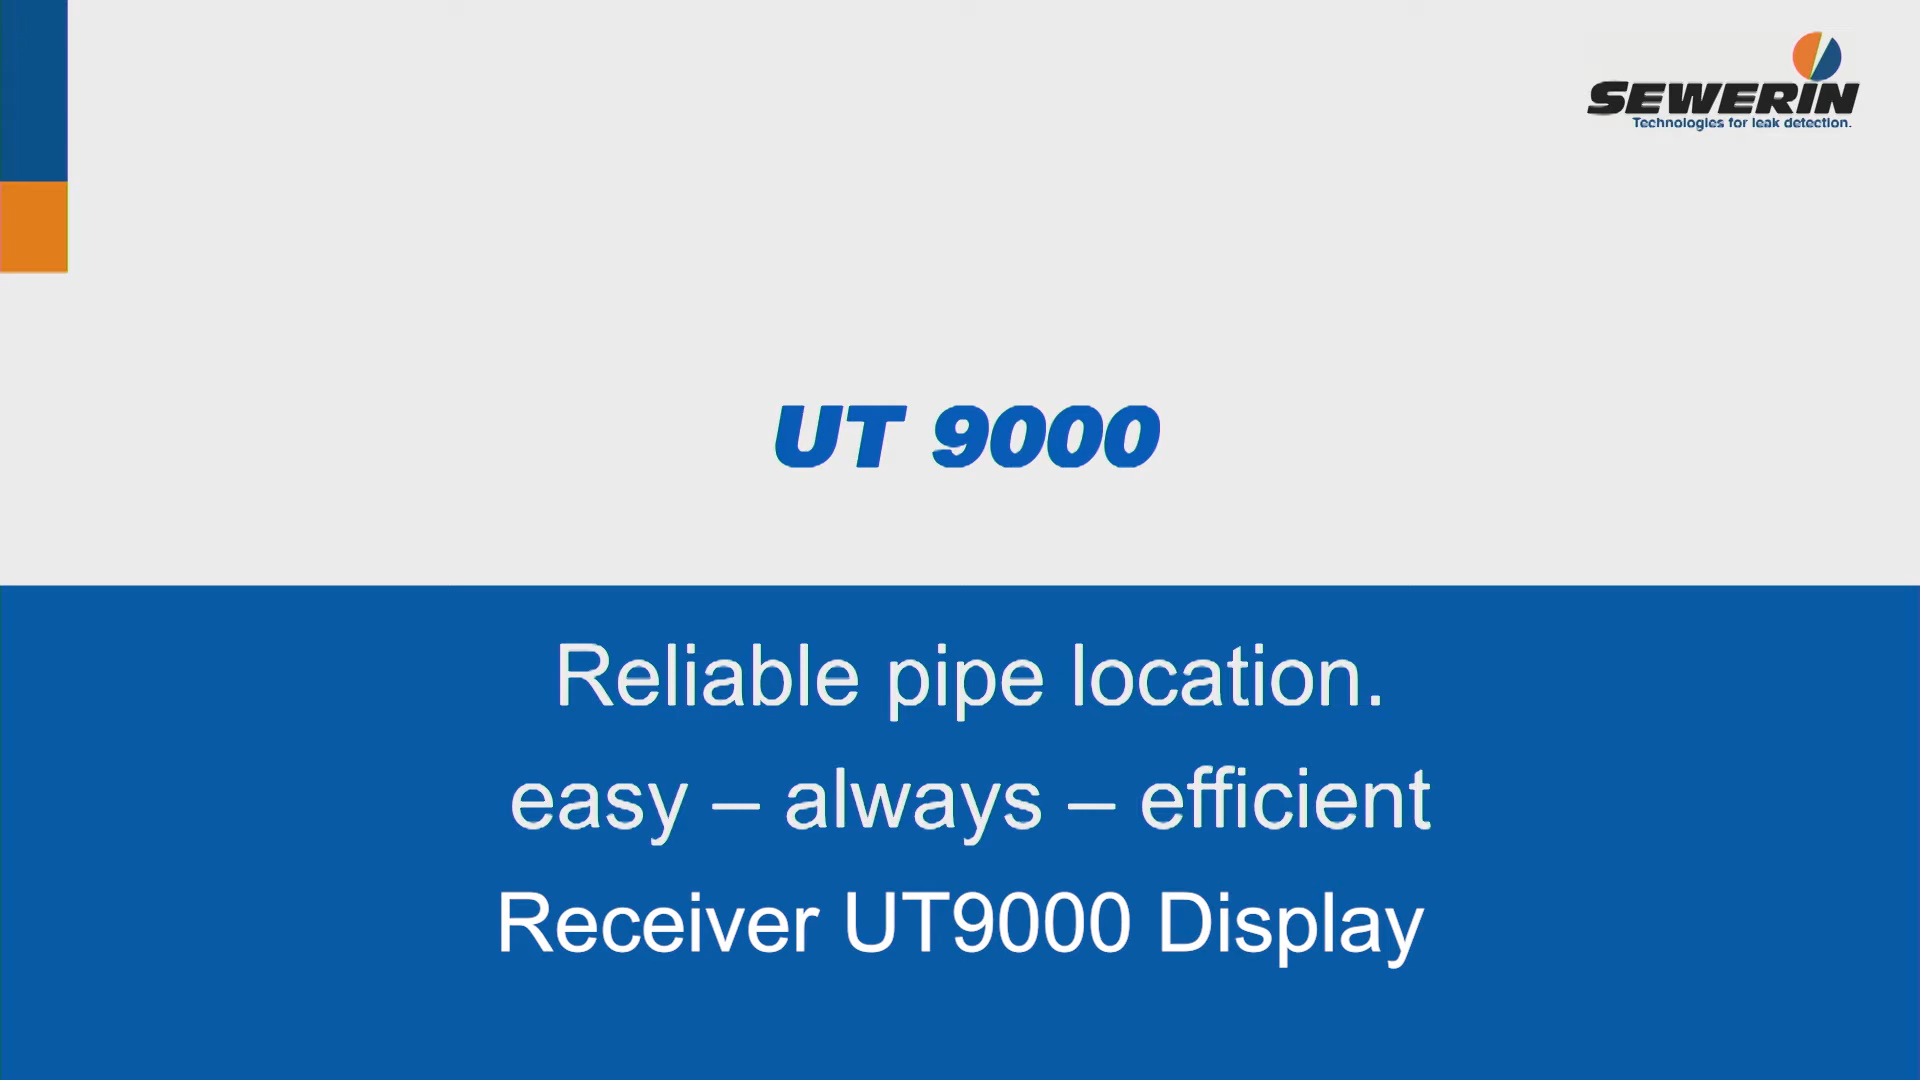 SEWERIN
Technologies for leak detection.
UT 9000
Reliable pipe location.
easy – always – efficient
Receiver UT9000 Display